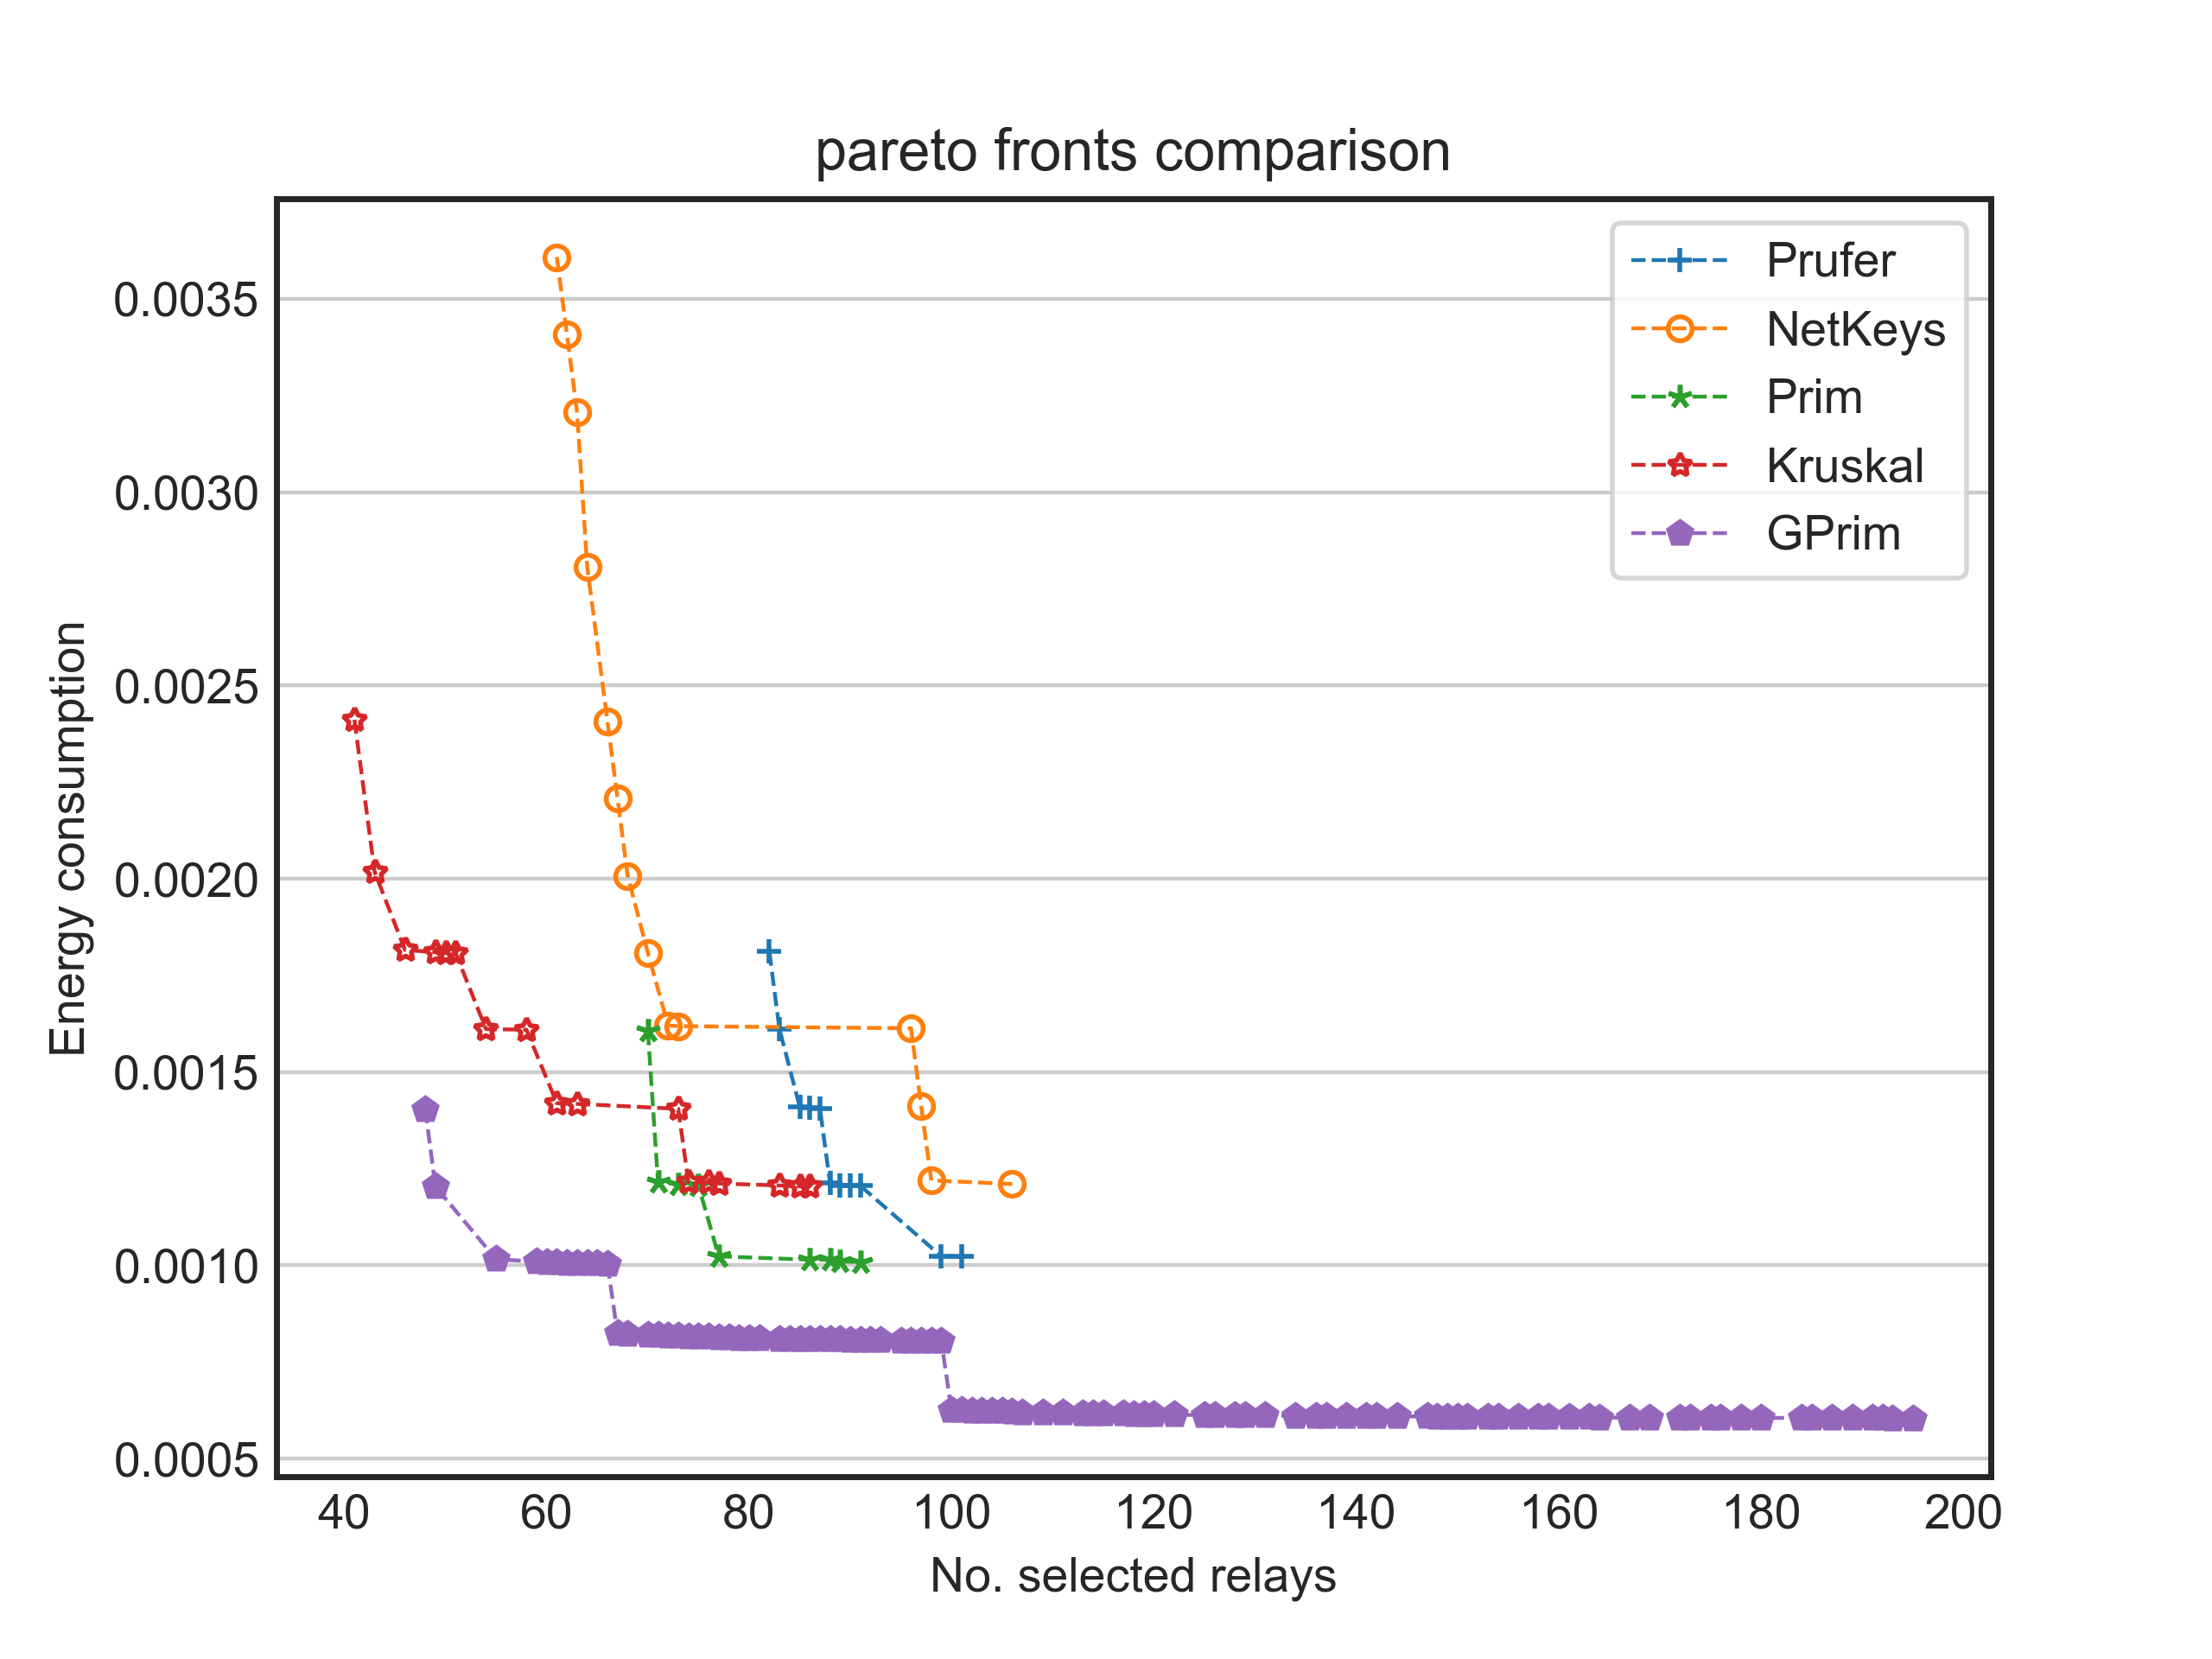 pareto fronts comparison
Prufer
NetKeys
Prim
Kruskal
GPrim
0.0035
0.0030
0.0025
0.0020
0.0015
0.0010
0.0005
Energy consumption
40 60 80 100 120 140 160 180 200
No. selected relays